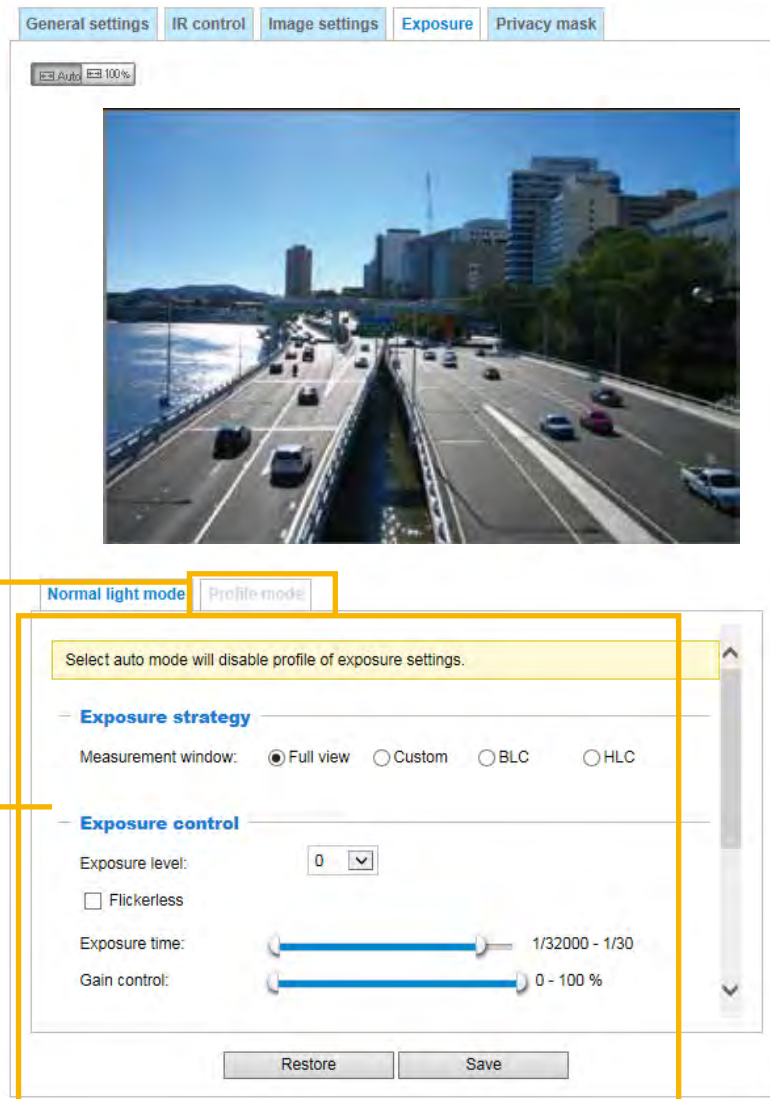 General settings IR control Image settings Exposure Privacy mask
Auto 100%
Normal light mode Profile mode
Select auto mode will disable profile of exposure settings.
Exposure strategy
Measurement window: Full view Custom BLC HLC
Exposure control
Exposure level: 0
Flickerless
Exposure time: 1/32000 - 1/30
Gain control: 0 - 100 %
Restore Save